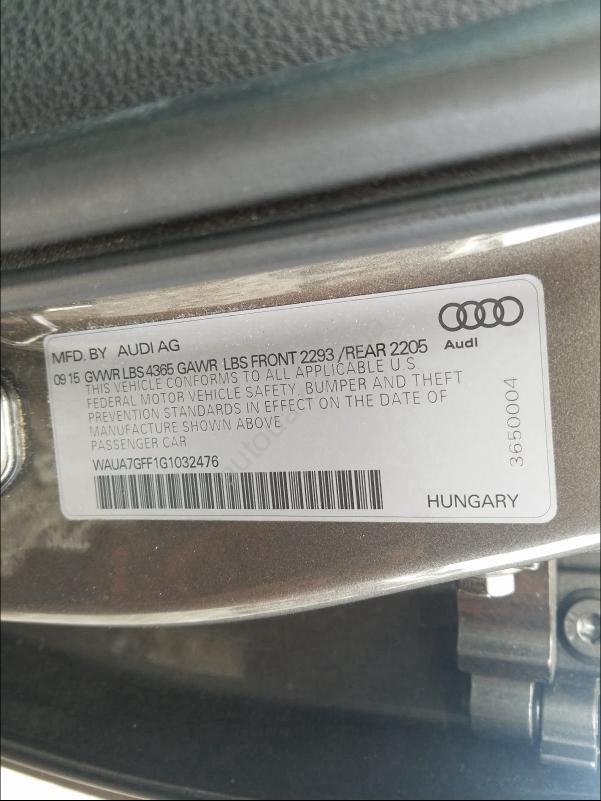 MFD. BY AUDI AG
Audi
09 15 GVWR LBS 4365 GAWR LBS FRONT 2293 /REAR 2205
THIS VEHICLE CONFORMS TO ALL APPLICABLE U.S.
FEDERAL MOTOR VEHICLE SAFETY, BUMPER AND THEFT
PREVENTION STANDARDS IN EFFECT ON THE DATE OF
MANUFACTURE SHOWN ABOVE
PASSENGER CAR
WAUA7GFF1G1032476
HUNGARY
3650004